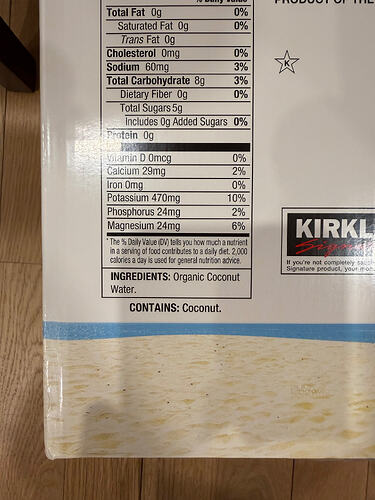 % Daily Value
PRODUCT OF THE
Total Fat 0g 0%
Saturated Fat 0g 0%
Trans Fat 0g
Cholesterol 0mg 0%
Sodium 60mg 3%
Total Carbohydrate 8g 3%
Dietary Fiber 0g 0%
Total Sugars 5g
Includes 0g Added Sugars 0%
Protein 0g
Vitamin D 0mcg 0%
Calcium 29mg 2%
Iron 0mg 0%
Potassium 470mg 10%
Phosphorus 24mg 2%
Magnesium 24mg 6%
* The % Daily Value (DV) tells you how much a nutrient
in a serving of food contributes to a daily diet. 2,000
calories a day is used for general nutrition advice.
INGREDIENTS: Organic Coconut
Water.
CONTAINS: Coconut.
K
KIRKL
If you're not completely
Signature product, your